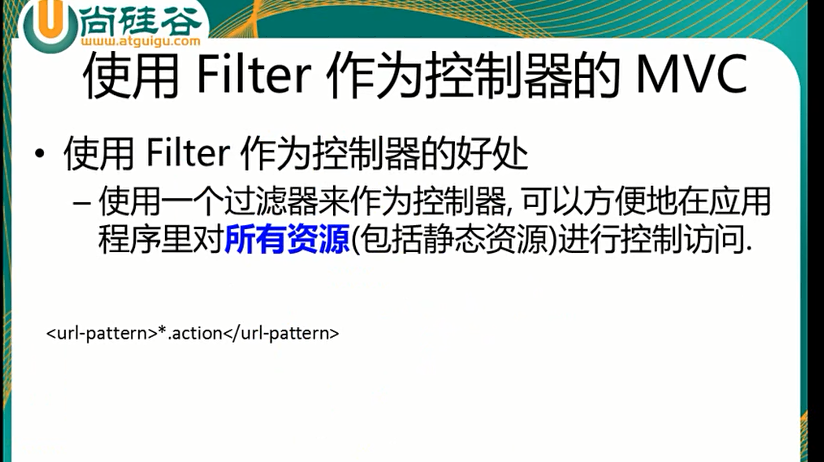 尚硅谷
www.atguigu.com
使用 Filter 作为控制器的 MVC
• 使用 Filter 作为控制器的好处
– 使用一个过滤器来作为控制器, 可以方便地在应用
程序里对所有资源(包括静态资源)进行控制访问.
<url-pattern>*.action</url-pattern>